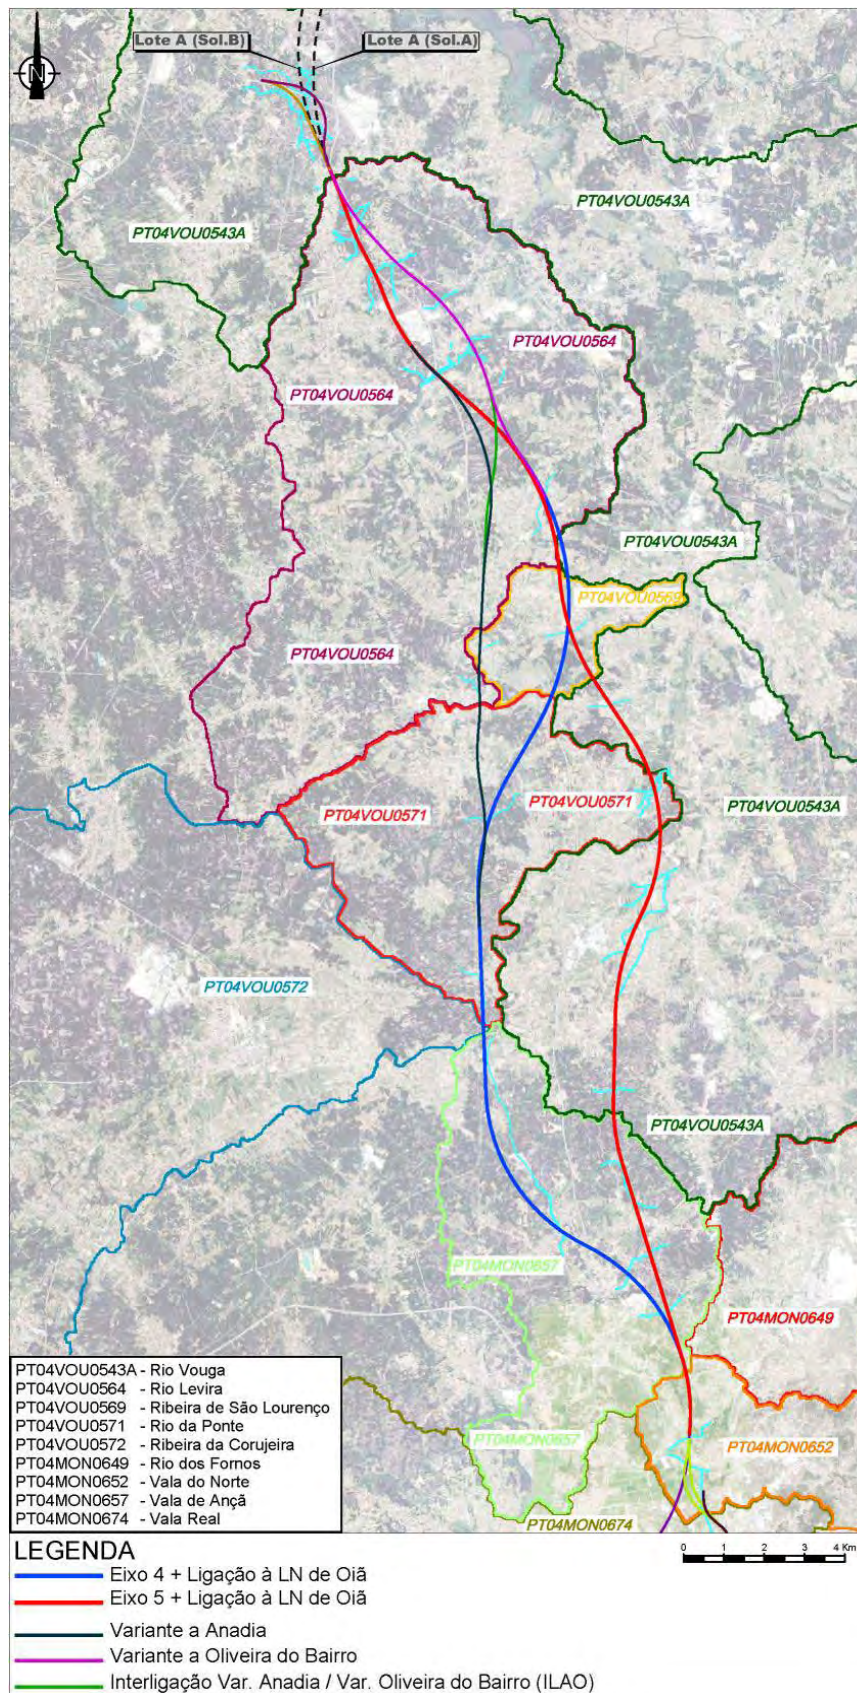 Lote A (Sol.B)
Lote A (Sol.A)
N
PT04VOU0543A
PT04VOU0543A
PT04VOU0564
PT04VOU0564
PT04VOU0543A
PT04VOU0569
PT04VOU0564
PT04VOU0571
PT04VOU0571
PT04VOU0543A
PT04VOU0572
PT04VOU0543A
PT04MON0657
PT04MON0649
PT04MON0657
PT04MON0652
PT04MON0674
PT04VOU0543A - Rio Vouga
PT04VOU0564 - Rio Levira
PT04VOU0569 - Ribeira de São Lourenço
PT04VOU0571 - Rio da Ponte
PT04VOU0572 - Ribeira da Corujeira
PT04MON0649 - Rio dos Fornos
PT04MON0652 - Vala do Norte
PT04MON0657 - Vala de Ançã
PT04MON0674 - Vala Real
LEGENDA
0 1 2 3 4 Km
Eixo 4 + Ligação à LN de Oiã
Eixo 5 + Ligação à LN de Oiã
Variante a Anadia
Variante a Oliveira do Bairro
Interligação Var. Anadia / Var. Oliveira do Bairro (ILAO)